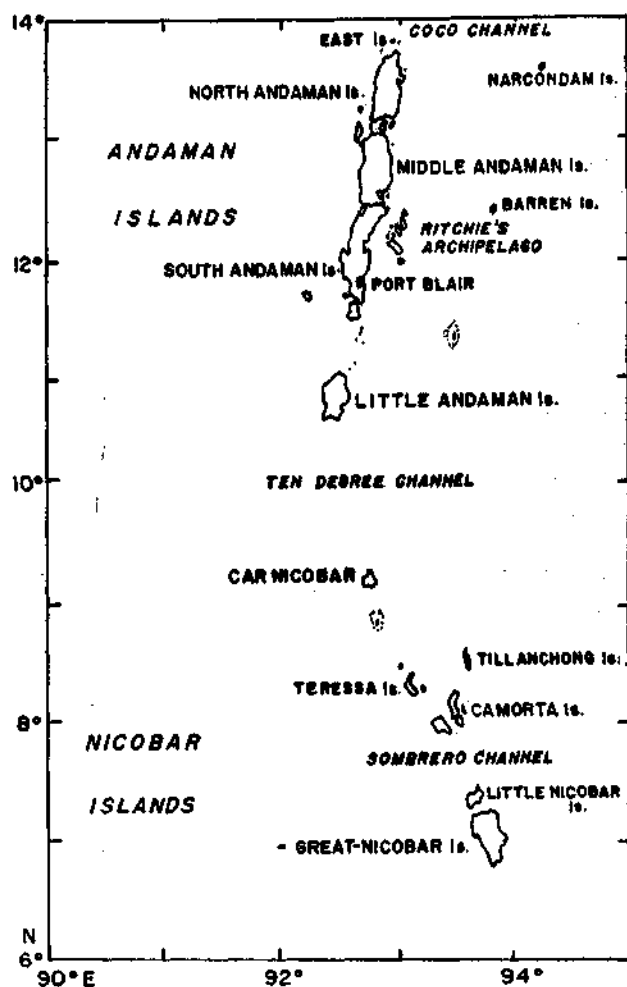 14°
EAST Is.
COCO CHANNEL
NARCONDAM Is.
NORTH ANDAMAN Is.
ANDAMAN
MIDDLE ANDAMAN Is.
ISLANDS
BARREN Is.
RITCHIE'S
ARCHIPELAGO
12°
SOUTH ANDAMAN Is.
PORT BLAIR
LITTLE ANDAMAN Is.
10°
TEN DEBREE CHANNEL
CAR NICOBAR
TILLANCHONG Is.
TERESSA Is.
CAMORTA Is.
8°
NICOBAR
SOMBRERO CHANNEL
ISLANDS
LITTLE NICOBAR
Is.
GREAT-NICOBAR Is.
N
6°
90°E
92°
94°